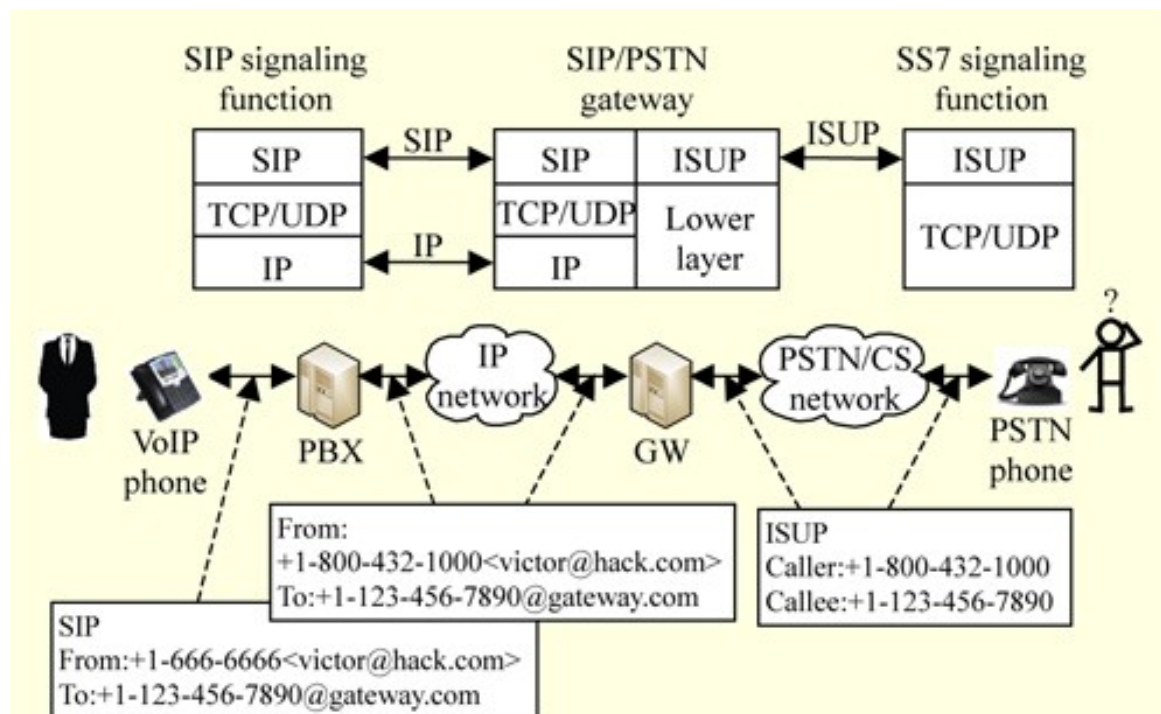 SIP signaling
function
SIP/PSTN
gateway
SS7 signaling
function
SIP
TCP/UDP
IP
SIP
IP
SIP
TCP/UDP
IP
ISUP
Lower
layer
ISUP
ISUP
TCP/UDP
VoIP
phone
PBX
IP
network
GW
PSTN/CS
network
?
PSTN
phone
From:
+1-800-432-1000<victor@hack.com>
To:+1-123-456-7890@gateway.com
ISUP
Caller:+1-800-432-1000
Callee:+1-123-456-7890
SIP
From:+1-666-6666<victor@hack.com>
To:+1-123-456-7890@gateway.com